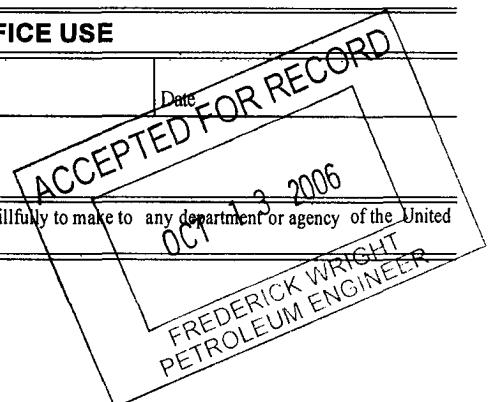 FICE USE
Date
ACCEPTED FOR RECORD
OCT 13 2006
illfully to make to any department or agency of the United
FREDERICK WRIGHT
PETROLEUM ENGINEER